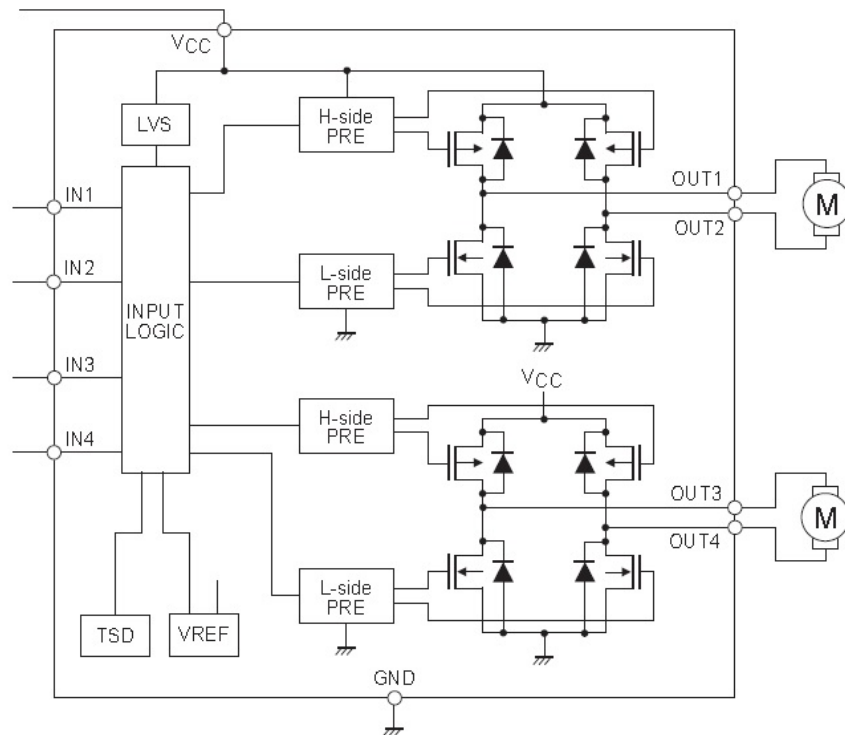 VCC
LVS
H-side
PRE
OUT1
M
IN1
OUT2
IN2
L-side
PRE
INPUT
LOGIC
IN3
VCC
H-side
PRE
IN4
OUT3
M
OUT4
L-side
PRE
TSD
VREF
GND